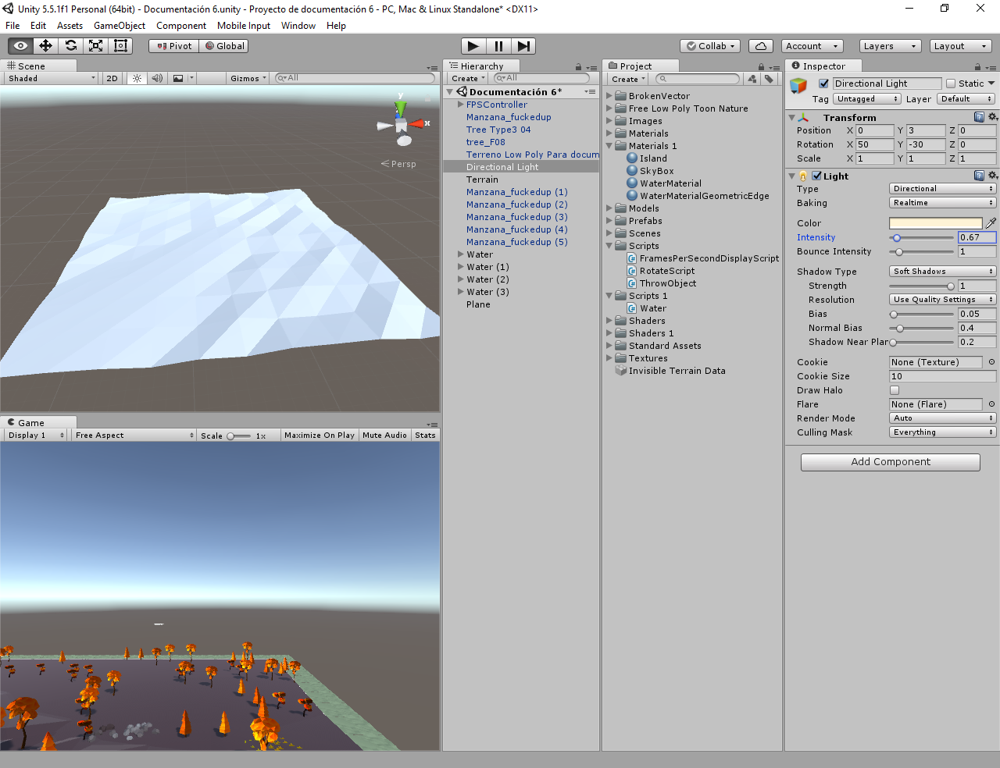 Unity 5.5.1f1 Personal (64bit) - Documentación 6.unity - Proyecto de documentación 6 - PC, Mac & Linux Standalone* <DX11>
File Edit Assets GameObject Component Mobile Input Window Help
Pivot Global Collab Account Layers Layout
Scene
Shaded 2D Gizmos All
y
x
Persp
Game
Display 1 Free Aspect Scale 1x Maximize On Play Mute Audio Stats
Hierarchy
Create All
Documentación 6*
FPSController
Manzana_fuckedup
Tree Type3 04
tree_F08
Terreno Low Poly Para docum
Directional Light
Terrain
Manzana_fuckedup (1)
Manzana_fuckedup (2)
Manzana_fuckedup (3)
Manzana_fuckedup (4)
Manzana_fuckedup (5)
Water
Water (1)
Water (2)
Water (3)
Plane
Project
Create
BrokenVector
Free Low Poly Toon Nature
Images
Materials
Materials 1
Island
SkyBox
WaterMaterial
WaterMaterialGeometricEdge
Models
Prefabs
Scenes
Scripts
FramesPerSecondDisplayScript
RotateScript
ThrowObject
Scripts 1
Water
Shaders
Shaders 1
Standard Assets
Textures
Invisible Terrain Data
Inspector
Directional Light Static
Tag Untagged Layer Default
Transform
Position X 0 Y 3 Z 0
Rotation X 50 Y -30 Z 0
Scale X 1 Y 1 Z 1
Light
Type Directional
Baking Realtime
Color
Intensity 0.67
Bounce Intensity 1
Shadow Type Soft Shadows
Strength 1
Resolution Use Quality Settings
Bias 0.05
Normal Bias 0.4
Shadow Near Plar 0.2
Cookie None (Texture)
Cookie Size 10
Draw Halo
Flare None (Flare)
Render Mode Auto
Culling Mask Everything
Add Component